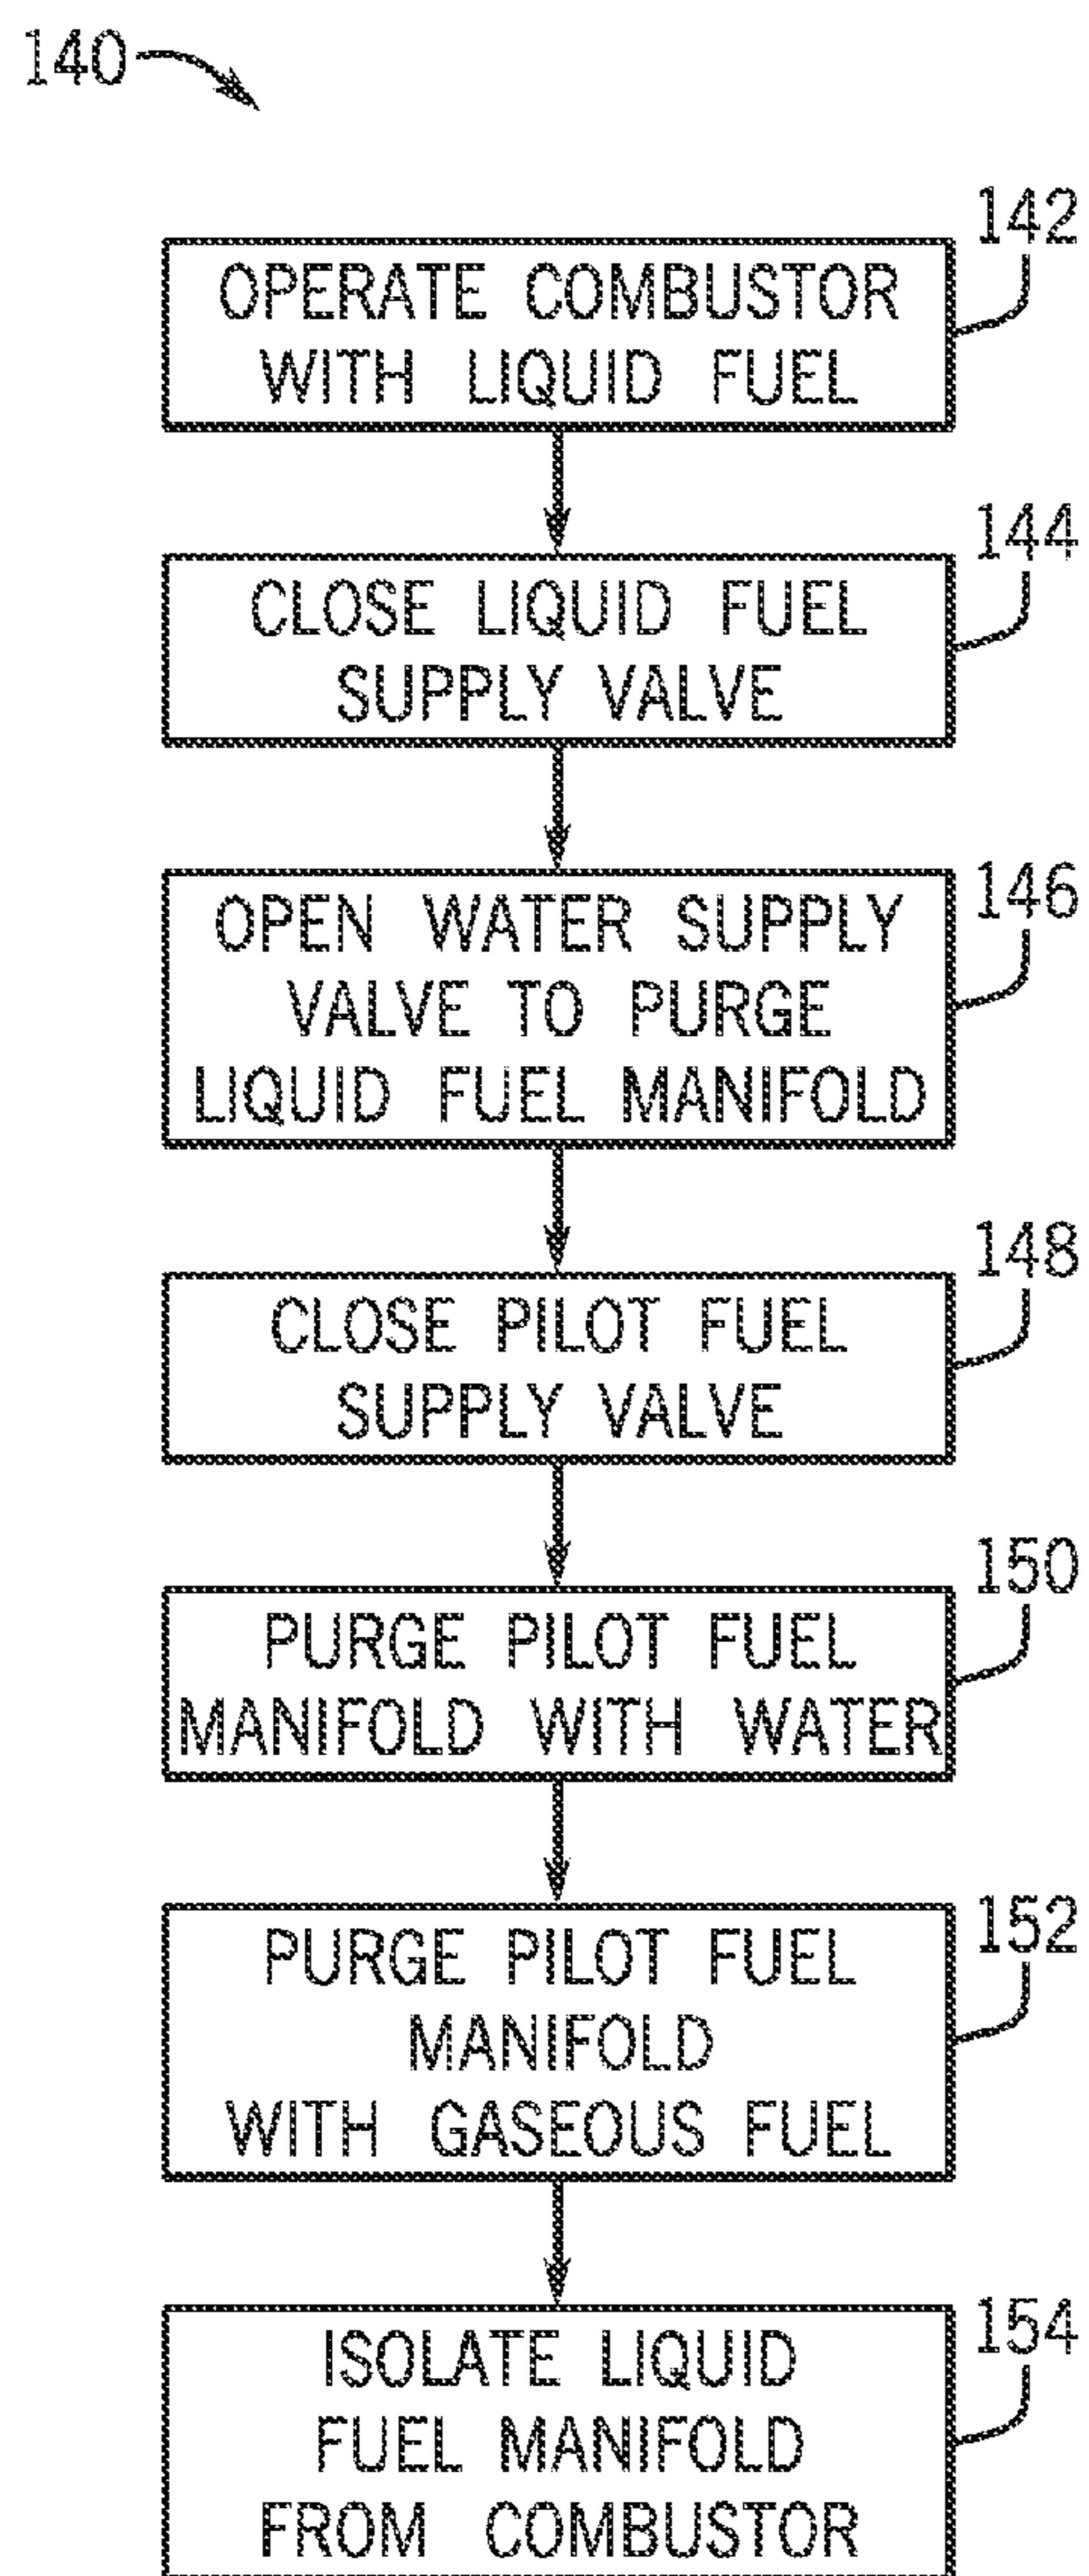 140
142
OPERATE COMBUSTOR
WITH LIQUID FUEL
144
CLOSE LIQUID FUEL
SUPPLY VALVE
146
OPEN WATER SUPPLY
VALVE TO PURGE
LIQUID FUEL MANIFOLD
148
CLOSE PILOT FUEL
SUPPLY VALVE
150
PURGE PILOT FUEL
MANIFOLD WITH WATER
152
PURGE PILOT FUEL
MANIFOLD
WITH GASEOUS FUEL
154
ISOLATE LIQUID
FUEL MANIFOLD
FROM COMBUSTOR